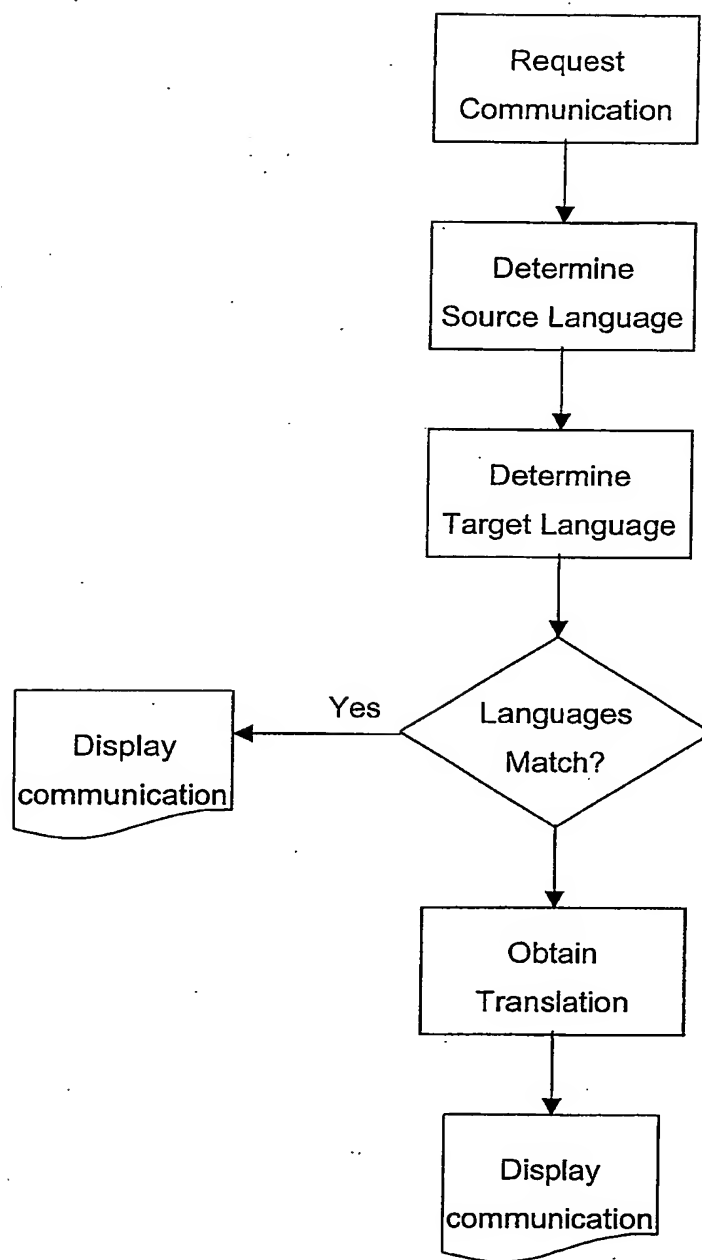 Request
Communication
Determine
Source Language
Determine
Target Language
Languages
Match?
Yes
Display
communication
Obtain
Translation
Display
communication